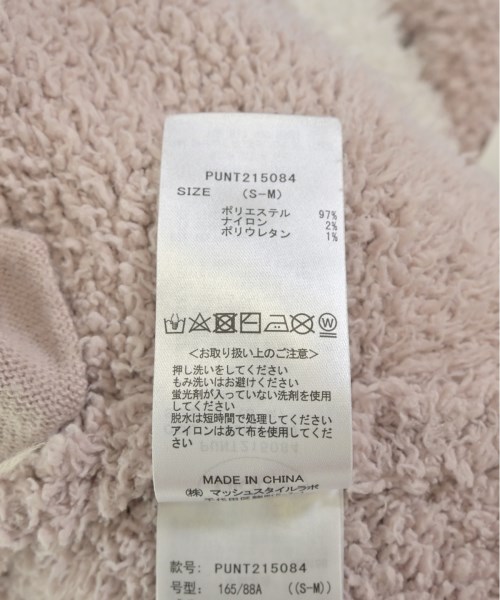 PUNT215084
SIZE (S-M)
ポリエステル 97%
ナイロン 2%
ポリウレタン 1%
<お取り扱い上のご注意>
押し洗いをしてください
もみ洗いはお避けください
蛍光剤が入っていない洗剤を使用
してください
脱水は短時間で処理してください
アイロンはあて布を使用してくだ
さい
MADE IN CHINA
(株) マッシュスタイルラボ
款号: PUNT215084
号型: 165/88A ((S-M))